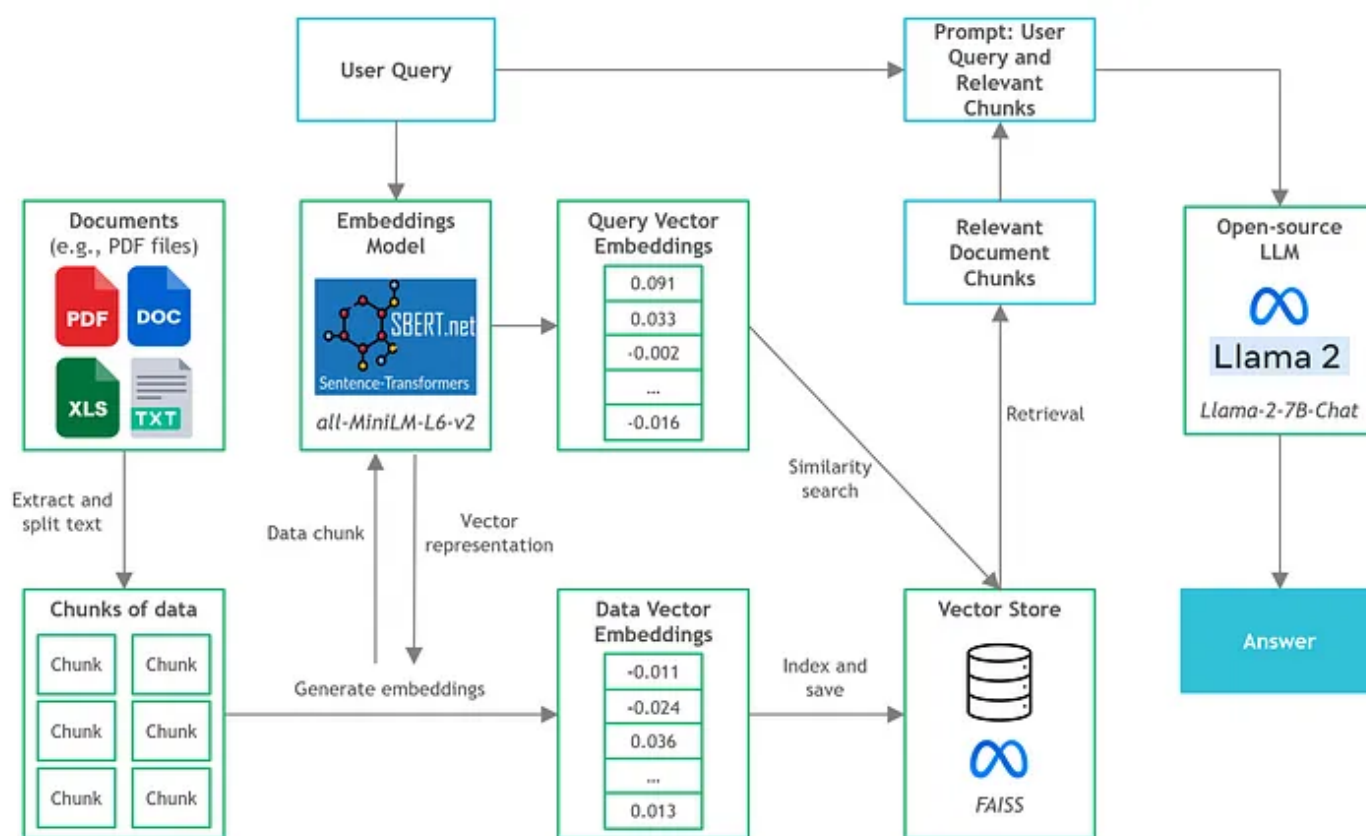 User Query
Prompt: User
Query and
Relevant
Chunks
Documents
(e.g., PDF files)
PDF
DOC
XLS
TXT
Embeddings
Model
SBERT.net
Sentence-Transformers
all-MiniLM-L6-v2
Query Vector
Embeddings
0.091
0.033
-0.002
...
-0.016
Relevant
Document
Chunks
Open-source
LLM
Llama 2
Llama-2-7B-Chat
Extract and
split text
Data chunk
Vector
representation
Similarity
search
Retrieval
Chunks of data
Chunk
Chunk
Chunk
Chunk
Chunk
Chunk
Generate embeddings
Data Vector
Embeddings
-0.011
-0.024
0.036
...
0.013
Index and
save
Vector Store
FAISS
Answer